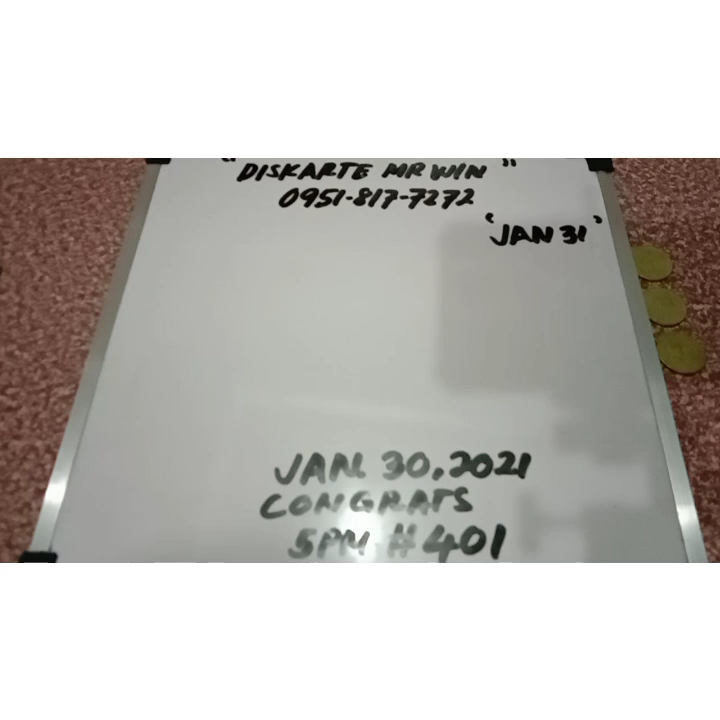 "DISKARTE MR WIN"
0951-817-7272
'JAN 31'
JAN. 30, 2021
CONGRATS
5PM #401